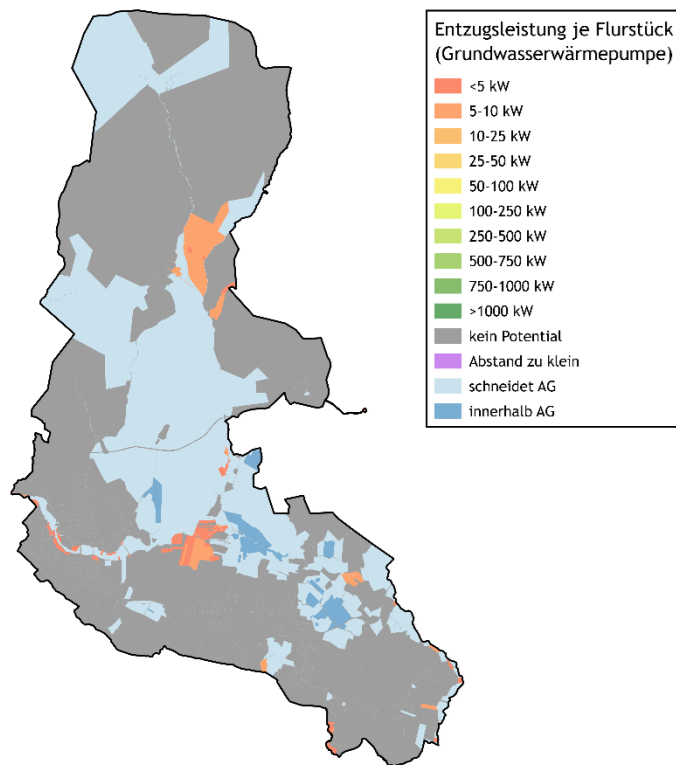 Entzugsleistung je Flurstück
(Grundwasserwärmepumpe)
<5 kW
5-10 kW
10-25 kW
25-50 kW
50-100 kW
100-250 kW
250-500 kW
500-750 kW
750-1000 kW
>1000 kW
kein Potential
Abstand zu klein
schneidet AG
innerhalb AG